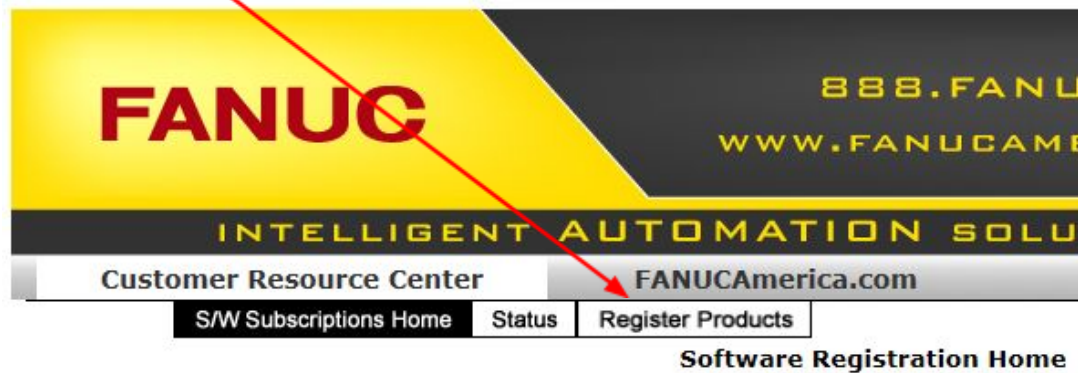 FANUC
888.FANU
WWW.FANUCAME
INTELLIGENT AUTOMATION SOLU
Customer Resource Center FANUCAmerica.com
S/W Subscriptions Home Status Register Products
Software Registration Home